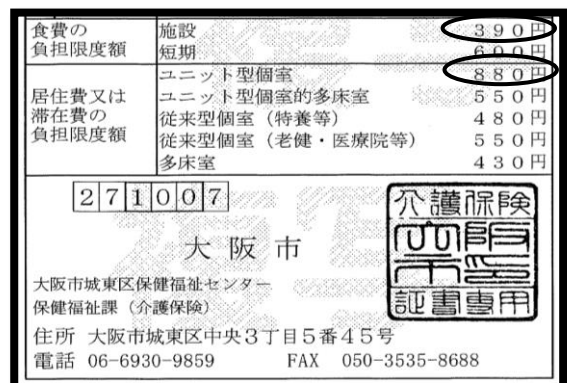 食費の 施設 390円
負担限度額 短期 600円
ユニット型個室 880円
居住費又は ユニット型個室的多床室 550円
滞在費の 従来型個室（特養等） 480円
負担限度額 従来型個室（老健・医療院等） 550円
多床室 430円
271007
大阪市
介護保険
証書専用
大阪市城東区保健福祉センター
保健福祉課（介護保険）
住所 大阪市城東区中央3丁目5番45号
電話 06-6930-9859 FAX 050-3535-8688